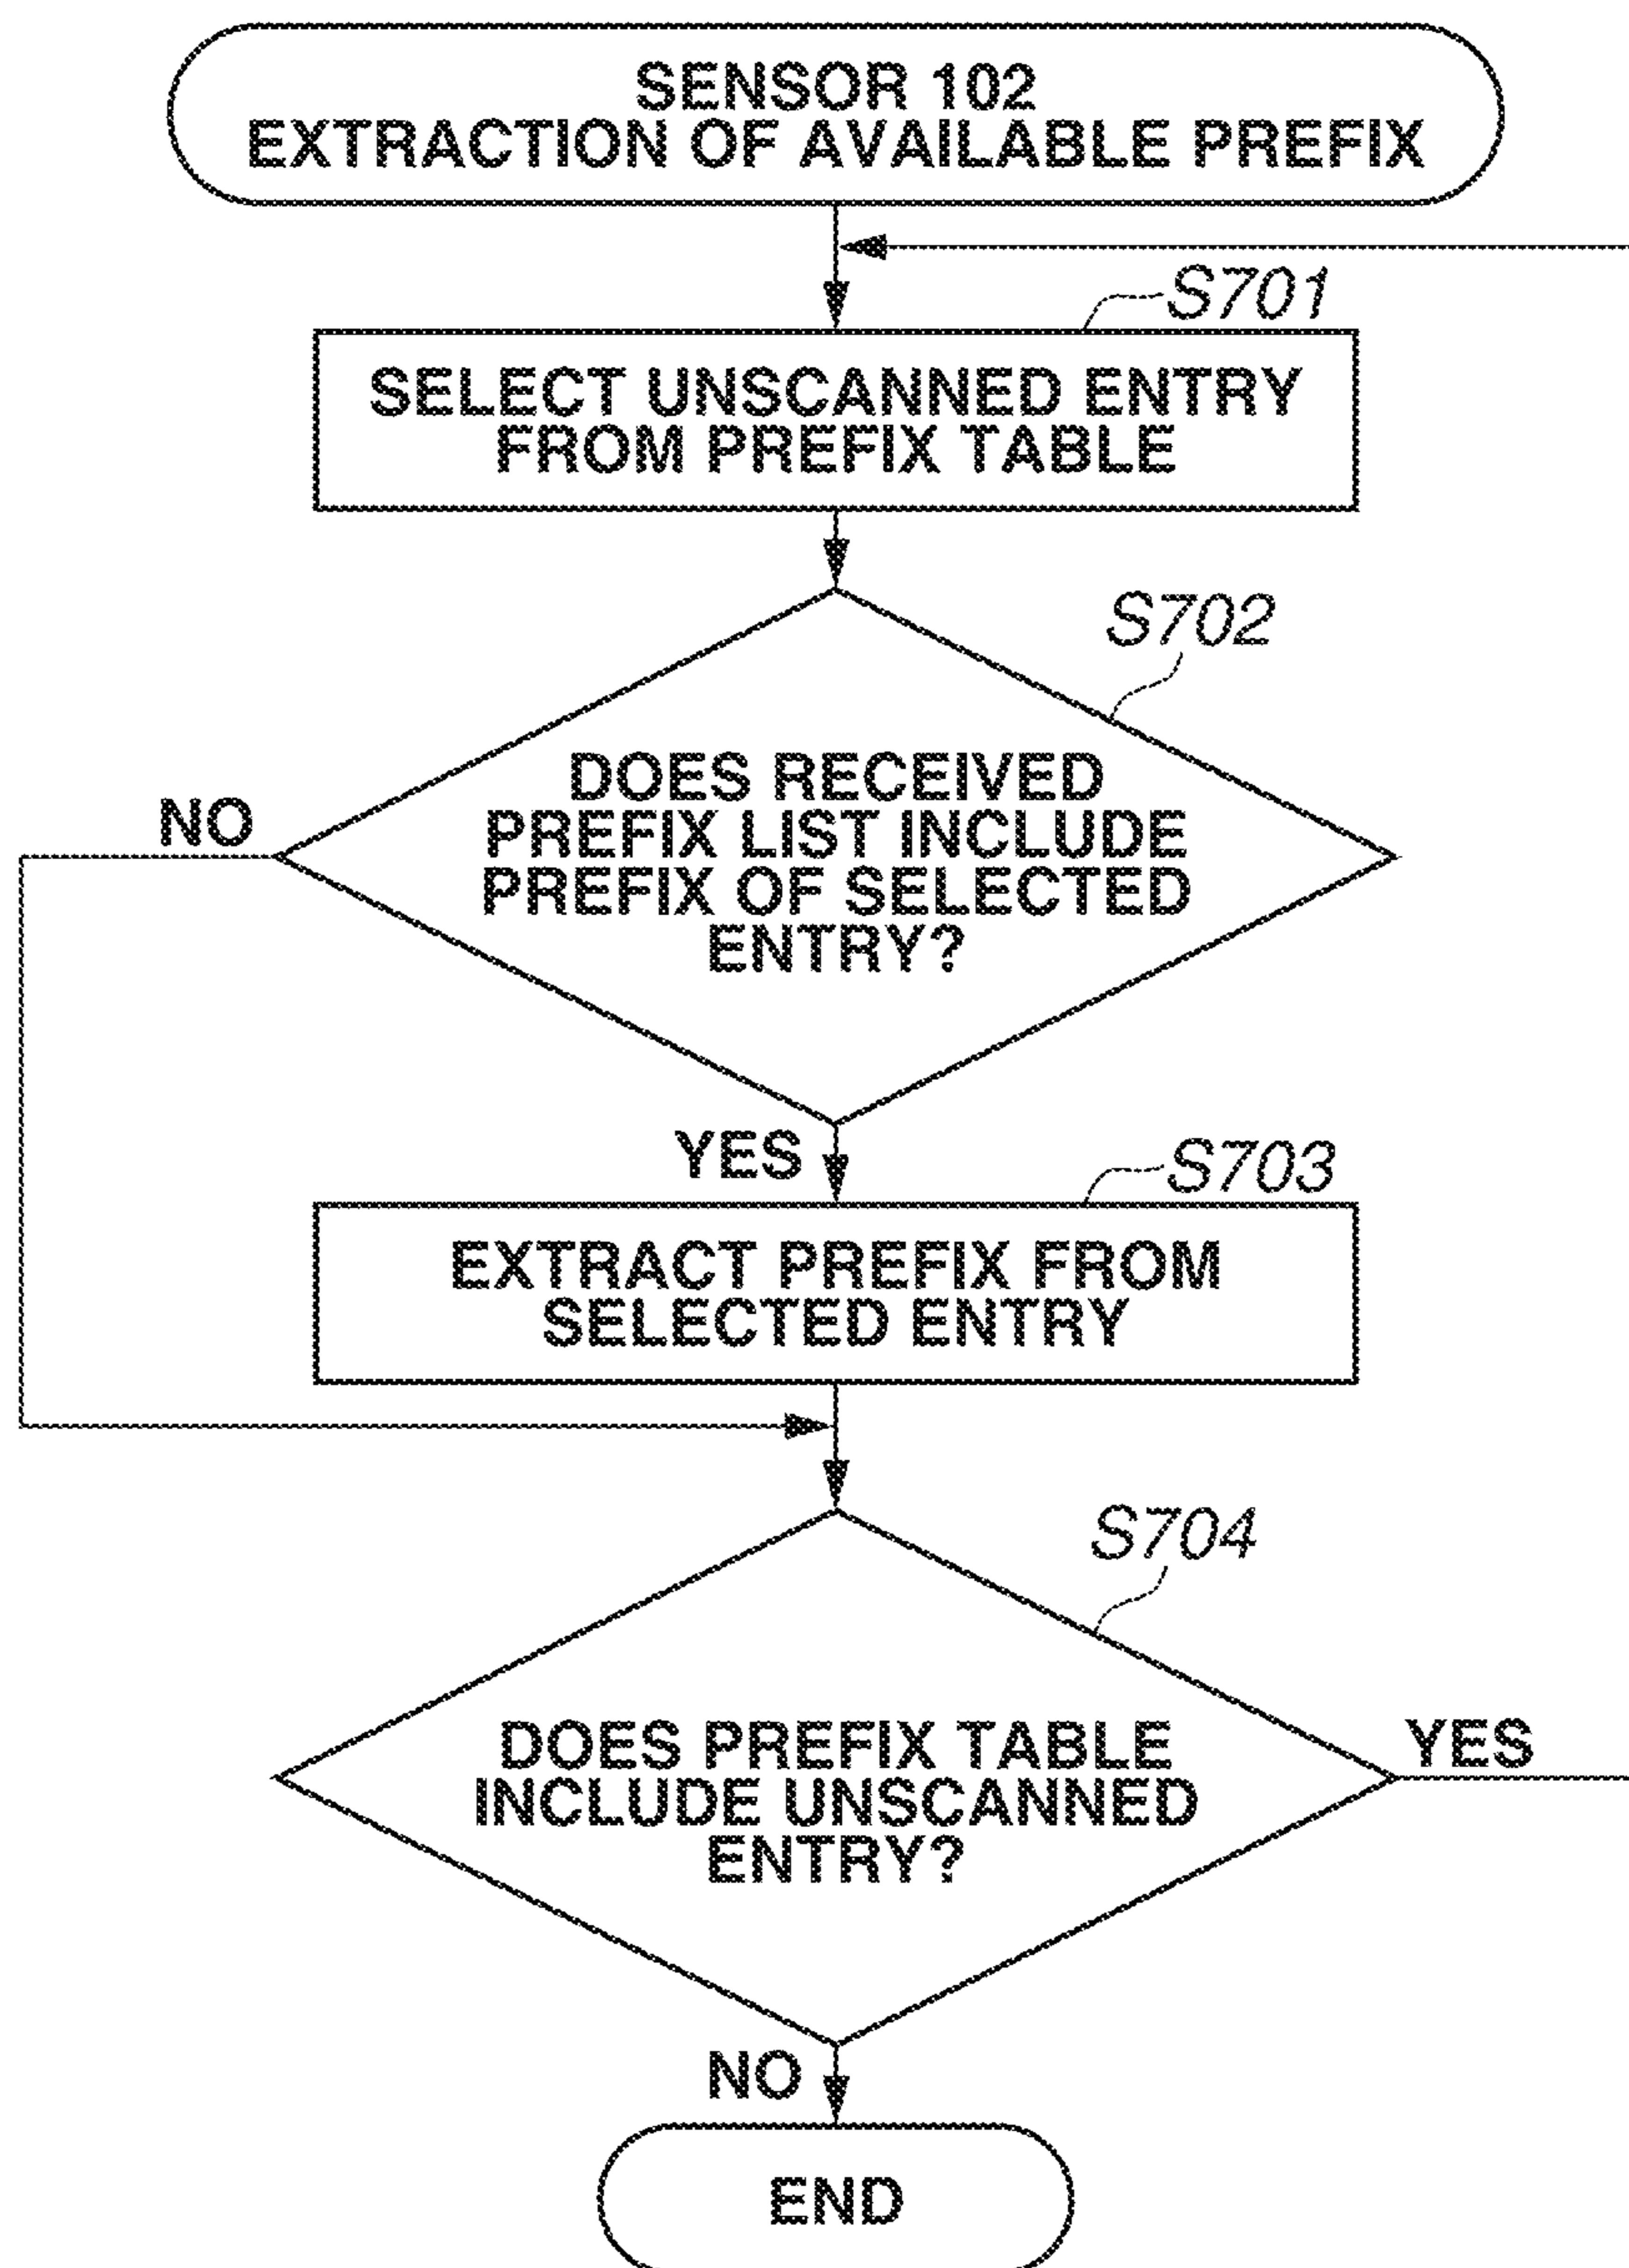 SENSOR 102
EXTRACTION OF AVAILABLE PREFIX
S701
SELECT UNSCANNED ENTRY
FROM PREFIX TABLE
S702
DOES RECEIVED
PREFIX LIST INCLUDE
PREFIX OF SELECTED
ENTRY?
NO
YES
S703
EXTRACT PREFIX FROM
SELECTED ENTRY
S704
DOES PREFIX TABLE
INCLUDE UNSCANNED
ENTRY?
YES
NO
END